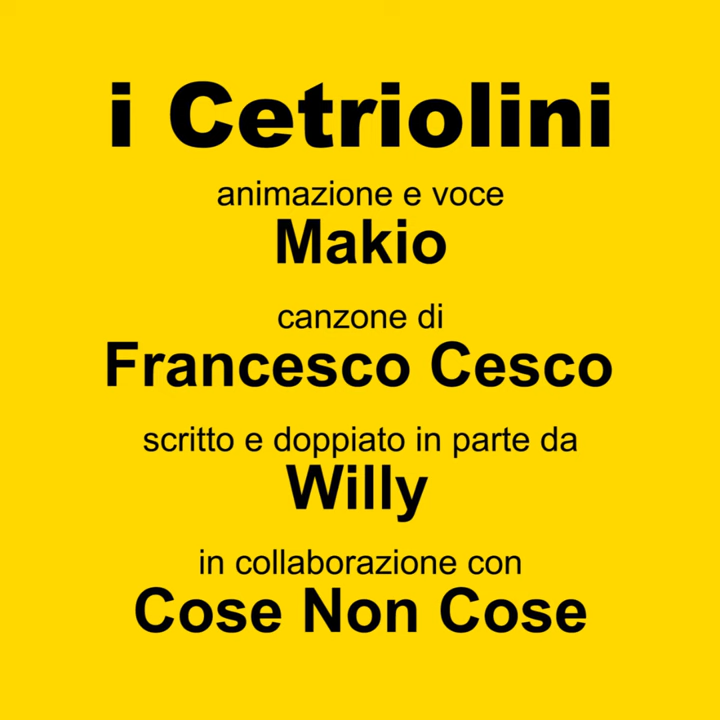 i Cetriolini
animazione e voce
Makio
canzone di
Francesco Cesco
scritto e doppiato in parte da
Willy
in collaborazione con
Cose Non Cose